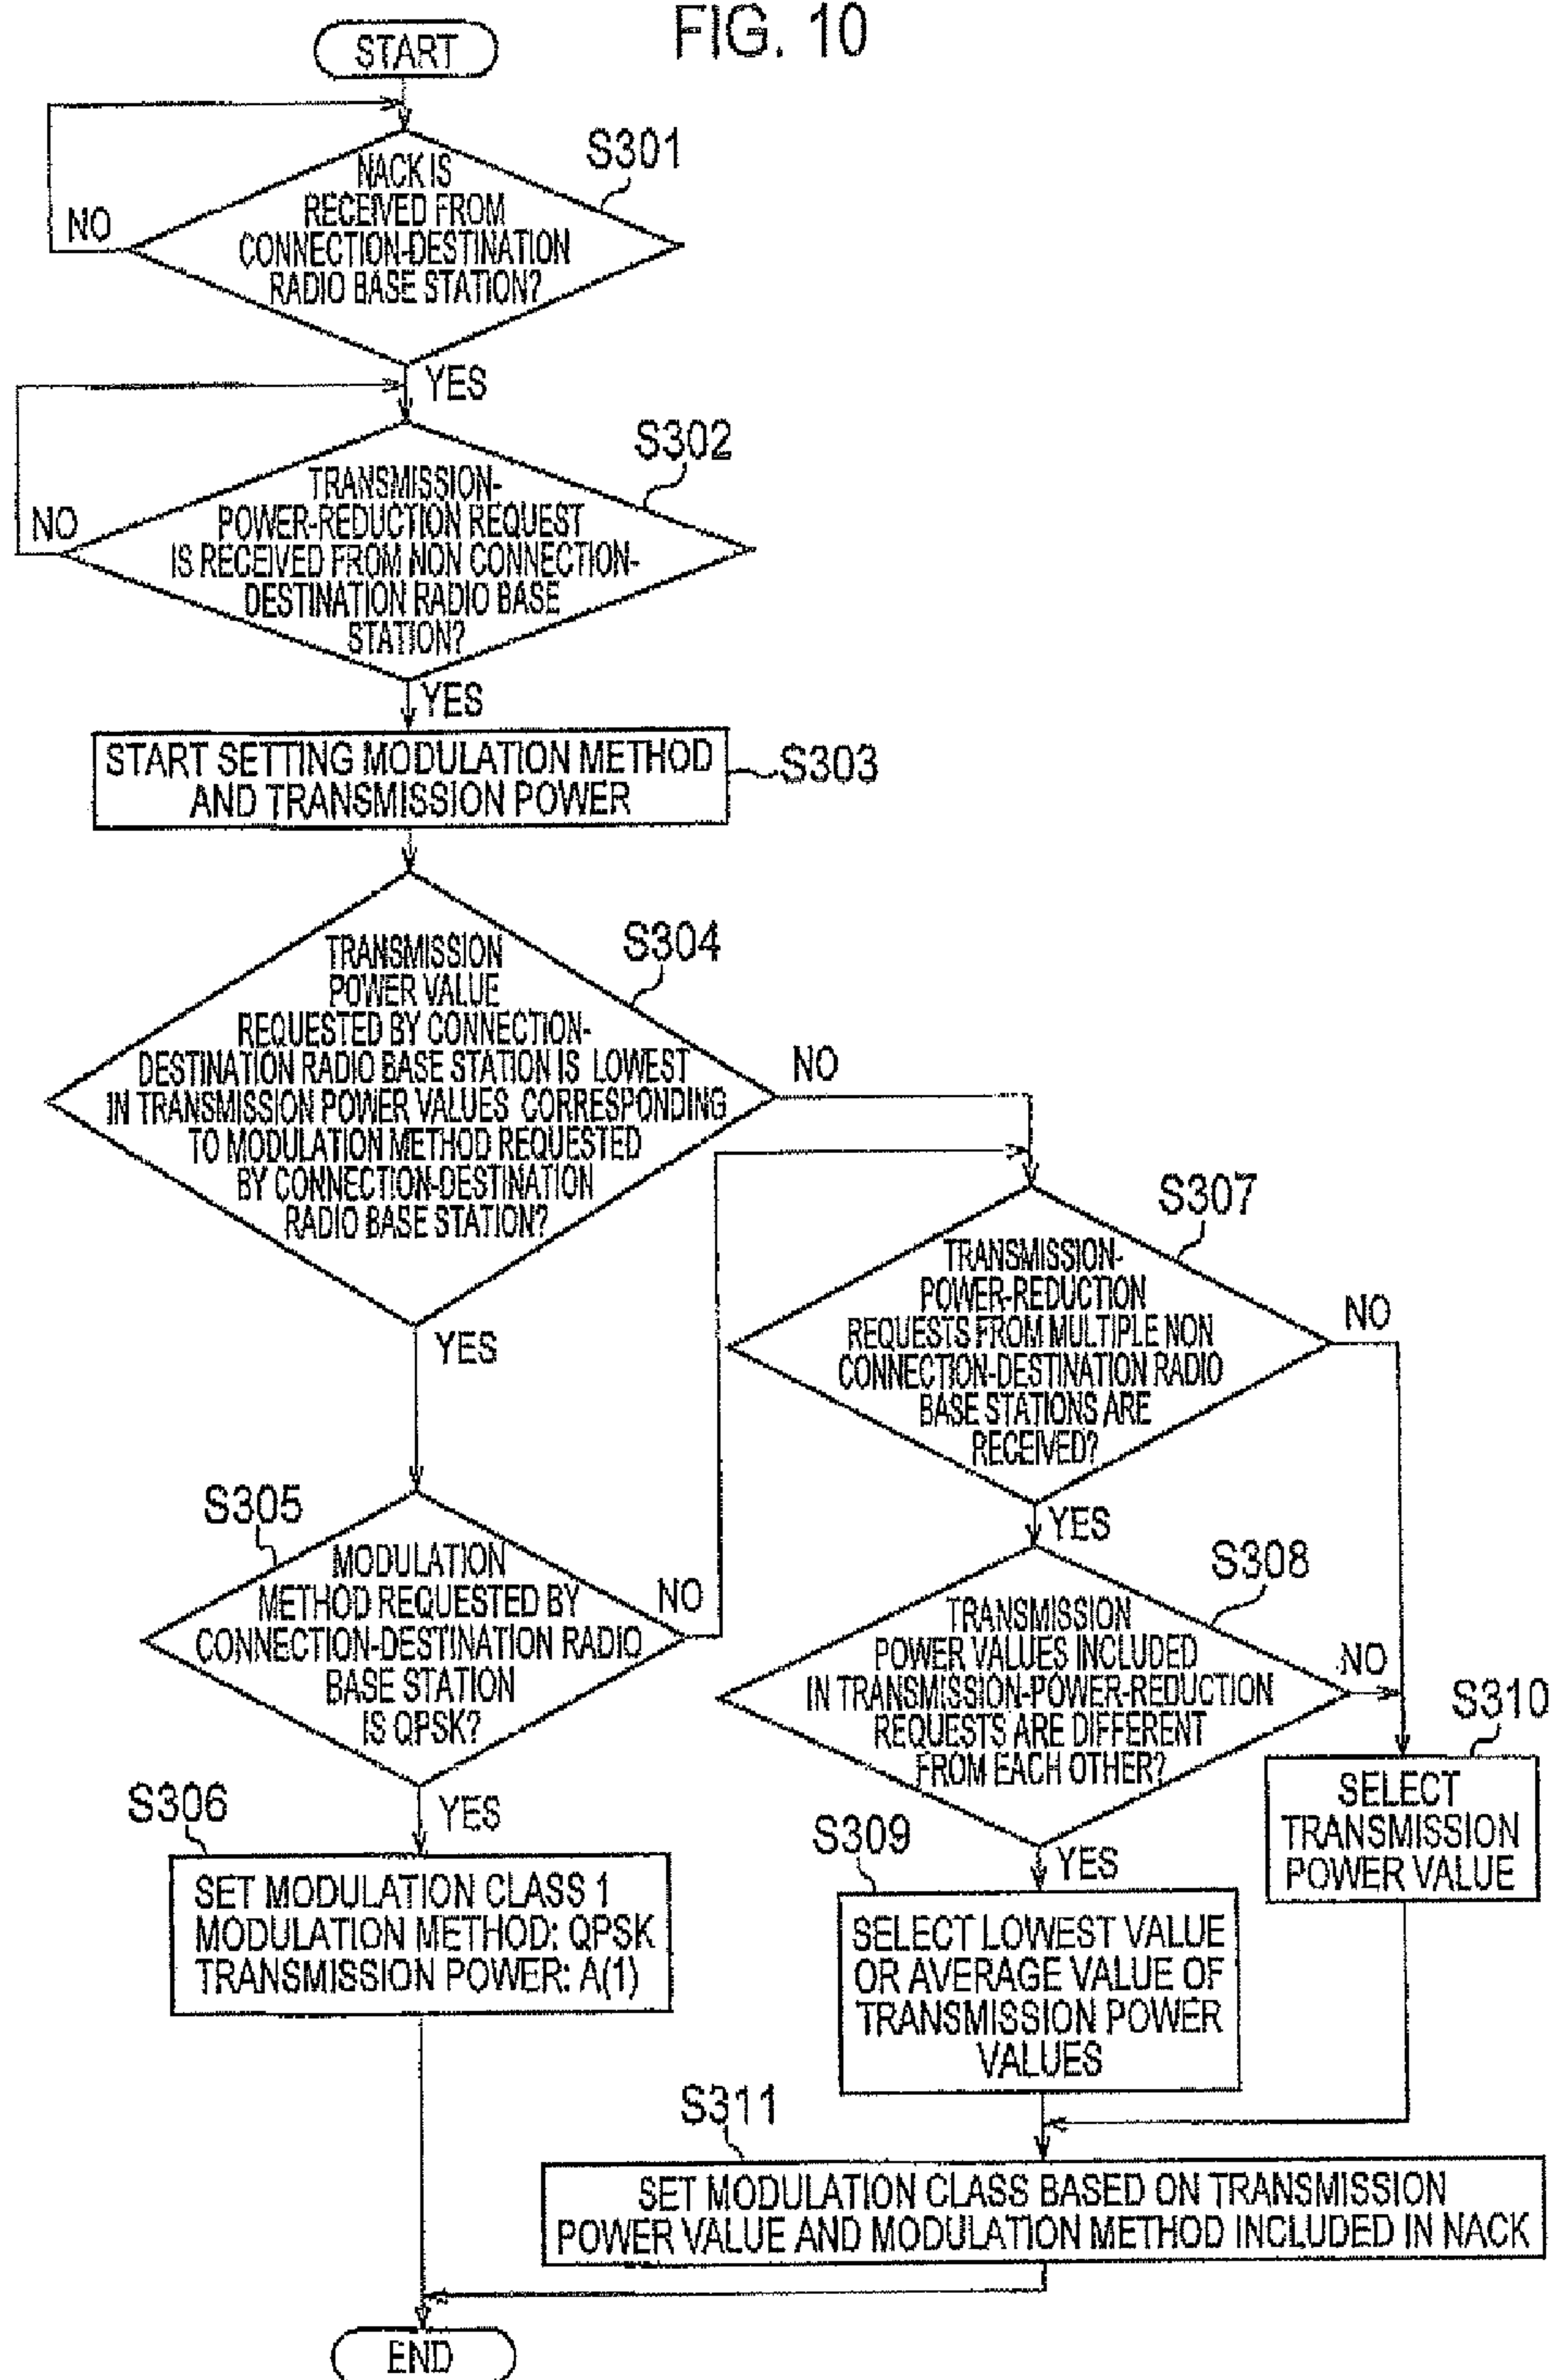 FIG. 10
START
S301
NACK IS
RECEIVED FROM
CONNECTION-DESTINATION
RADIO BASE STATION?
NO
YES
S302
TRANSMISSION-
POWER-REDUCTION REQUEST
IS RECEIVED FROM NON CONNECTION-
DESTINATION RADIO BASE
STATION?
NO
YES
START SETTING MODULATION METHOD
AND TRANSMISSION POWER
S303
S304
TRANSMISSION
POWER VALUE
REQUESTED BY CONNECTION-
DESTINATION RADIO BASE STATION IS LOWEST
IN TRANSMISSION POWER VALUES CORRESPONDING
TO MODULATION METHOD REQUESTED
BY CONNECTION-DESTINATION
RADIO BASE STATION?
NO
YES
S305
MODULATION
METHOD REQUESTED BY
CONNECTION-DESTINATION RADIO
BASE STATION
IS QPSK?
NO
YES
S306
SET MODULATION CLASS 1
MODULATION METHOD: QPSK
TRANSMISSION POWER: A(1)
S307
TRANSMISSION-
POWER-REDUCTION
REQUESTS FROM MULTIPLE NON
CONNECTION-DESTINATION RADIO
BASE STATIONS ARE
RECEIVED?
NO
YES
S308
TRANSMISSION
POWER VALUES INCLUDED
IN TRANSMISSION-POWER-REDUCTION
REQUESTS ARE DIFFERENT
FROM EACH OTHER?
NO
YES
S309
SELECT LOWEST VALUE
OR AVERAGE VALUE OF
TRANSMISSION POWER
VALUES
S310
SELECT
TRANSMISSION
POWER VALUE
S311
SET MODULATION CLASS BASED ON TRANSMISSION
POWER VALUE AND MODULATION METHOD INCLUDED IN NACK
END